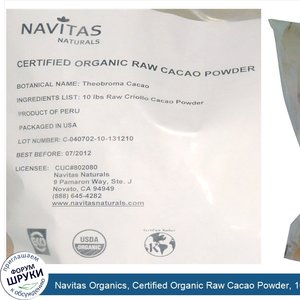 NAVITAS
NATURALS
CERTIFIED ORGANIC RAW CACAO POWDER
BOTANICAL NAME: Theobroma Cacao
INGREDIENTS LIST: 10 lbs Raw Criollo Cacao Powder
PRODUCT OF PERU
PACKAGED IN USA
LOT NUMBER: C-040702-10-131210
BEST BEFORE: 07/2012
LICENSEE: CUC#802080
Navitas Naturals
9 Pamaron Way, Ste. J
Novato, CA 94949
(888) 645-4282
www.navitasnaturals.com
USDA
ORGANIC
K
приглашаем
ФОРУМ
ЦРУКИ
к обсуждению
Navitas Organics, Certified Organic Raw Cacao Powder, 1